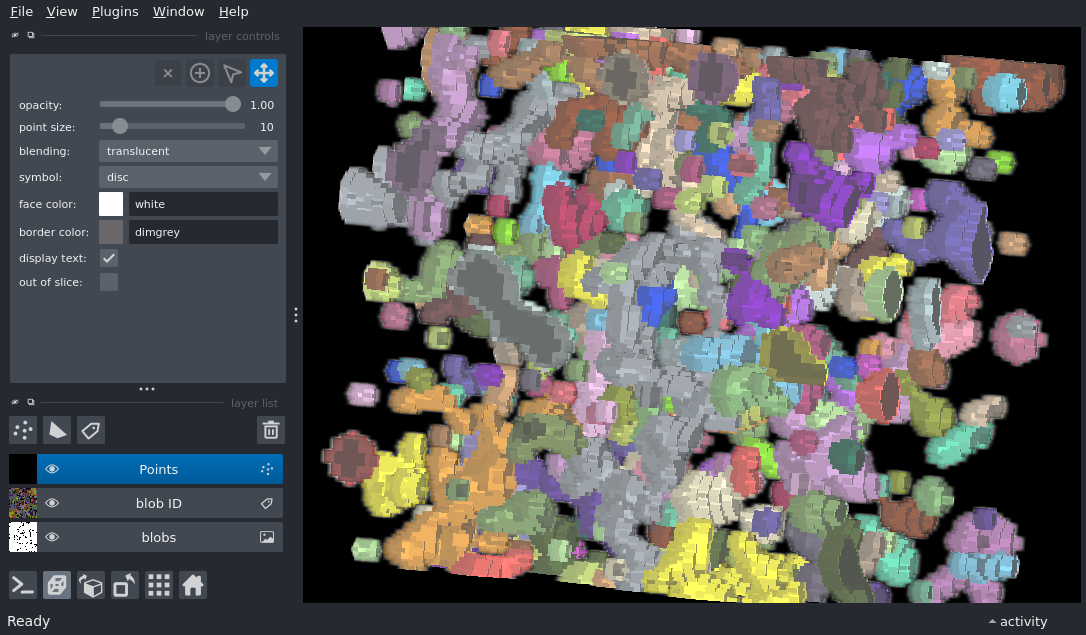 File View Plugins Window Help
layer controls
opacity: 1.00
point size: 10
blending: translucent
symbol: disc
face color: white
border color: dimgrey
display text:
out of slice:
layer list
Points
blob ID
blobs
Ready
activity